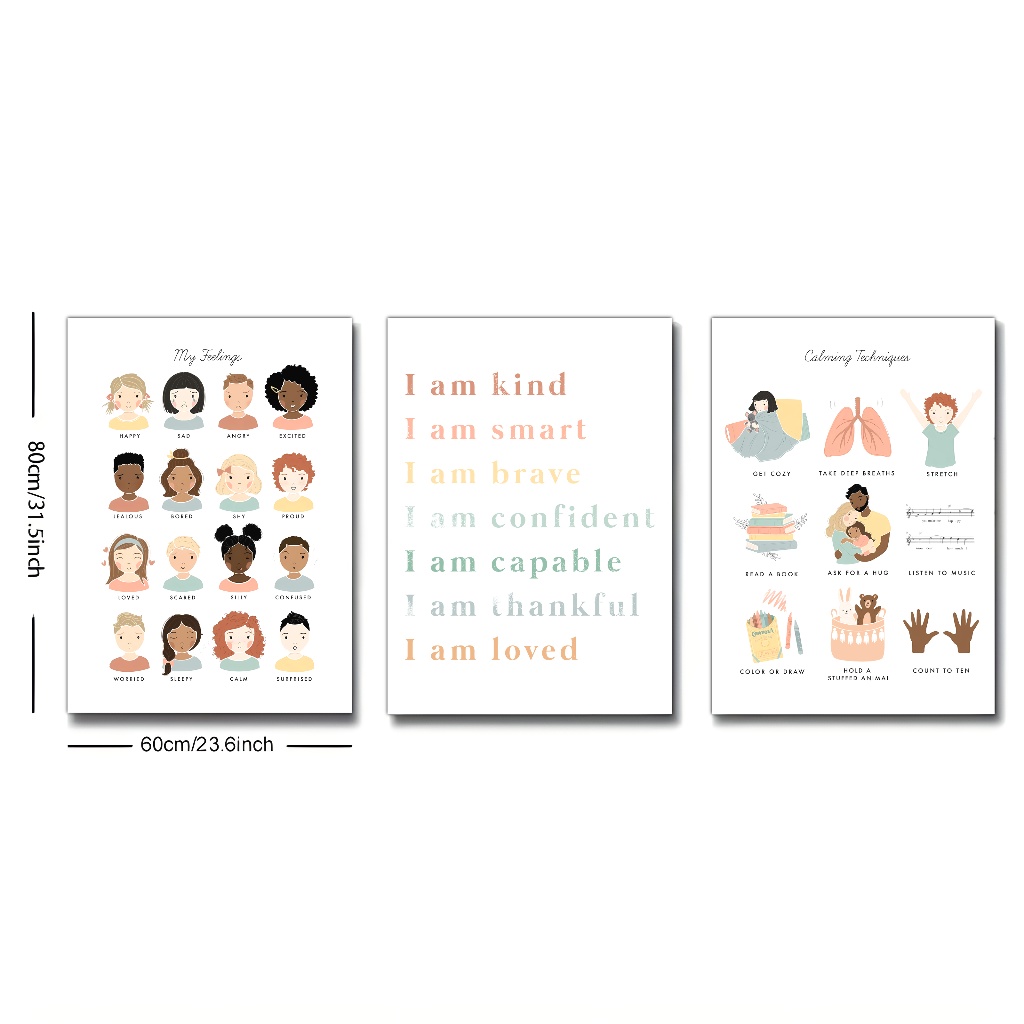 80cm/31.5inch
60cm/23.6inch
My Feelings
HAPPY
SAD
ANGRY
EXCITED
JEALOUS
BORED
SHY
PROUD
LOVED
SCARED
SILLY
CONFUSED
WORRIED
SLEEPY
CALM
SURPRISED
I am kind
I am smart
I am brave
I am confident
I am capable
I am thankful
I am loved
Calming Techniques
GET COZY
TAKE DEEP BREATHS
STRETCH
READ A BOOK
ASK FOR A HUG
LISTEN TO MUSIC
COLOR OR DRAW
HOLD A
STUFFED ANIMAL
COUNT TO TEN